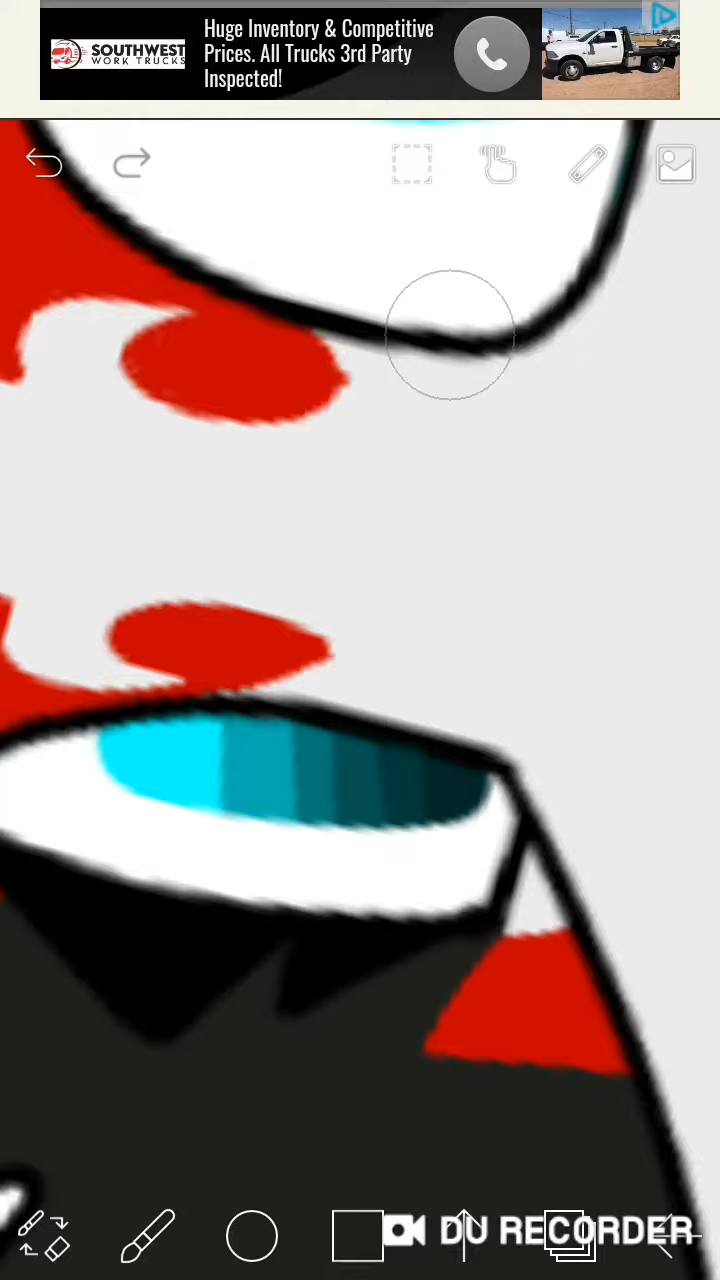 SOUTHWEST
WORK TRUCKS
Huge Inventory & Competitive
Prices. All Trucks 3rd Party
Inspected!
DU RECORDER